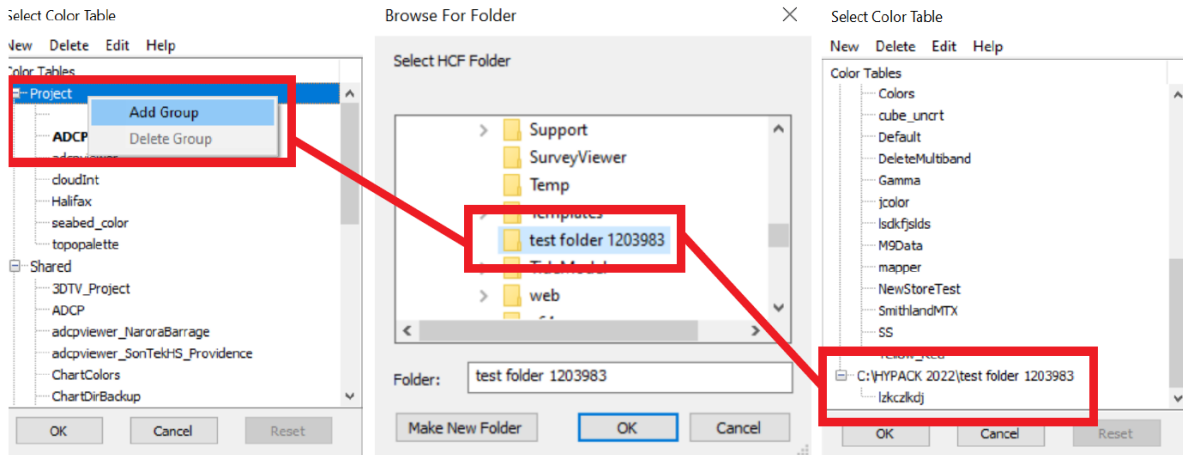 Select Color Table
New Delete Edit Help
Color Tables
Project
Add Group
ADCP
Delete Group
adcpviewer
cloudInt
Halifax
seabed_color
topopalette
Shared
3DTV_Project
ADCP
adcpviewer_NaroraBarrage
adcpviewer_SonTekHS_Providence
ChartColors
ChartDirBackup
OK Cancel Reset
Browse For Folder
Select HCF Folder
Support
SurveyViewer
Temp
Templates
test folder 1203983
TideModel
web
Folder: test folder 1203983
Make New Folder OK Cancel
Select Color Table
New Delete Edit Help
Color Tables
Colors
cube_uncrt
Default
DeleteMultiband
Gamma
jcolor
lsdkfjslds
M9Data
mapper
NewStoreTest
SmithlandMTX
SS
Yellow_Red
C:\HYPACK 2022\test folder 1203983
lzkczlkdj
OK Cancel Reset